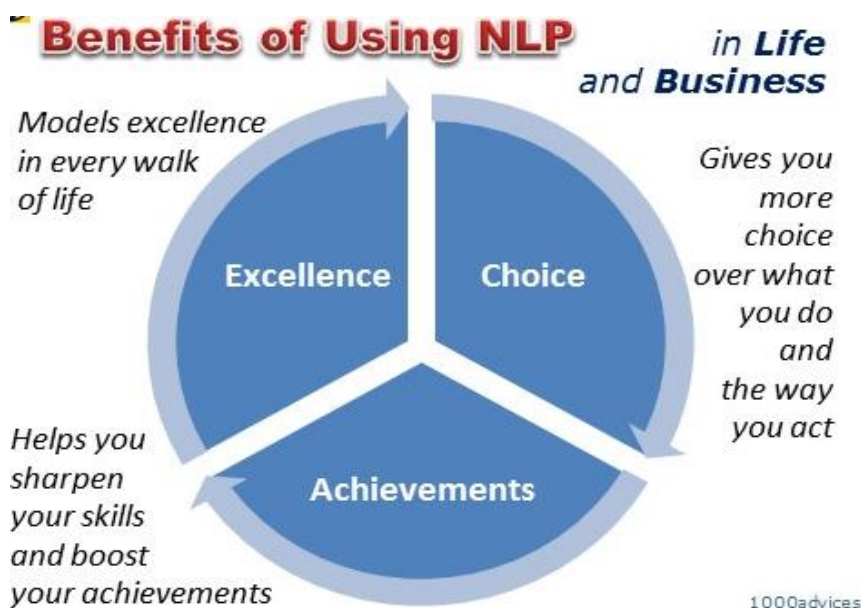 Benefits of Using NLP
in Life
and Business
Models excellence
in every walk
of life
Gives you
more
choice
over what
you do
and
the way
you act
Excellence
Choice
Achievements
Helps you
sharpen
your skills
and boost
your achievements
1000advices